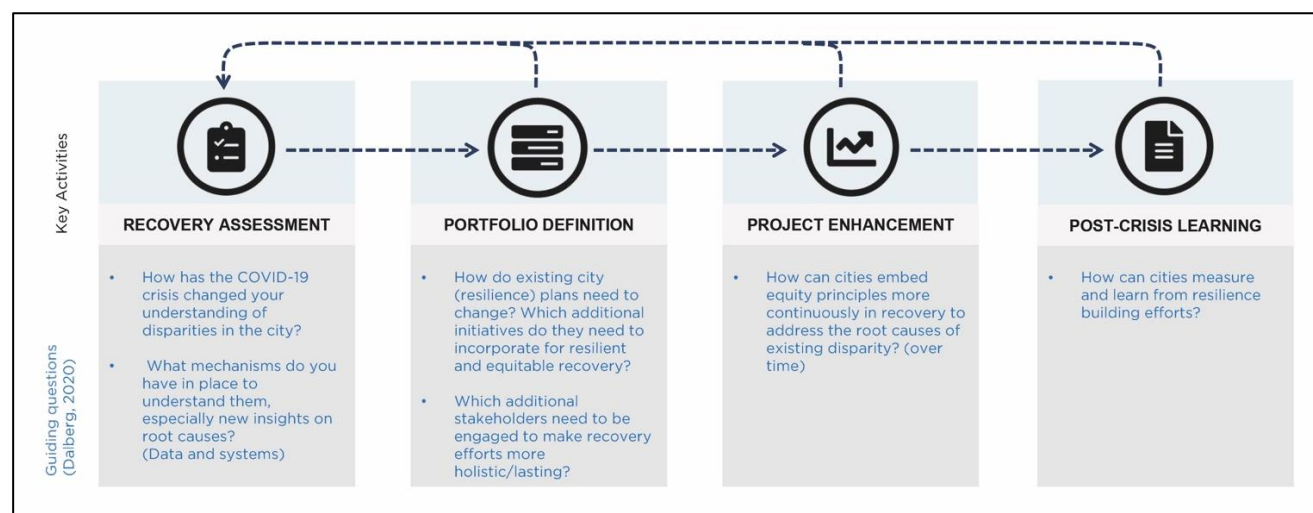 Key Activities
RECOVERY ASSESSMENT
PORTFOLIO DEFINITION
PROJECT ENHANCEMENT
POST-CRISIS LEARNING
Guiding questions
(Dalberg, 2020)
• How has the COVID-19
crisis changed your
understanding of
disparities in the city?
• What mechanisms do you
have in place to
understand them,
especially new insights on
root causes?
(Data and systems)
• How do existing city
(resilience) plans need to
change? Which additional
initiatives do they need to
incorporate for resilient
and equitable recovery?
• Which additional
stakeholders need to be
engaged to make recovery
efforts more
holistic/lasting?
• How can cities embed
equity principles more
continuously in recovery to
address the root causes of
existing disparity? (over
time)
• How can cities measure
and learn from resilience
building efforts?